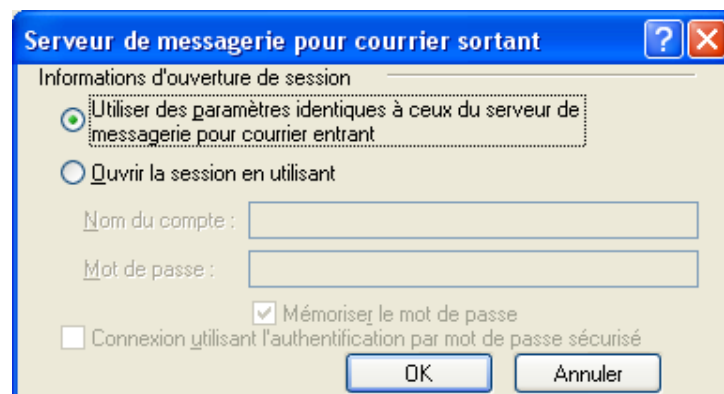 Serveur de messagerie pour courrier sortant
Informations d'ouverture de session
Utiliser des paramètres identiques à ceux du serveur de
messagerie pour courrier entrant
Ouvrir la session en utilisant
Nom du compte :
Mot de passe :
Mémoriser le mot de passe
Connexion utilisant l'authentification par mot de passe sécurisé
OK Annuler